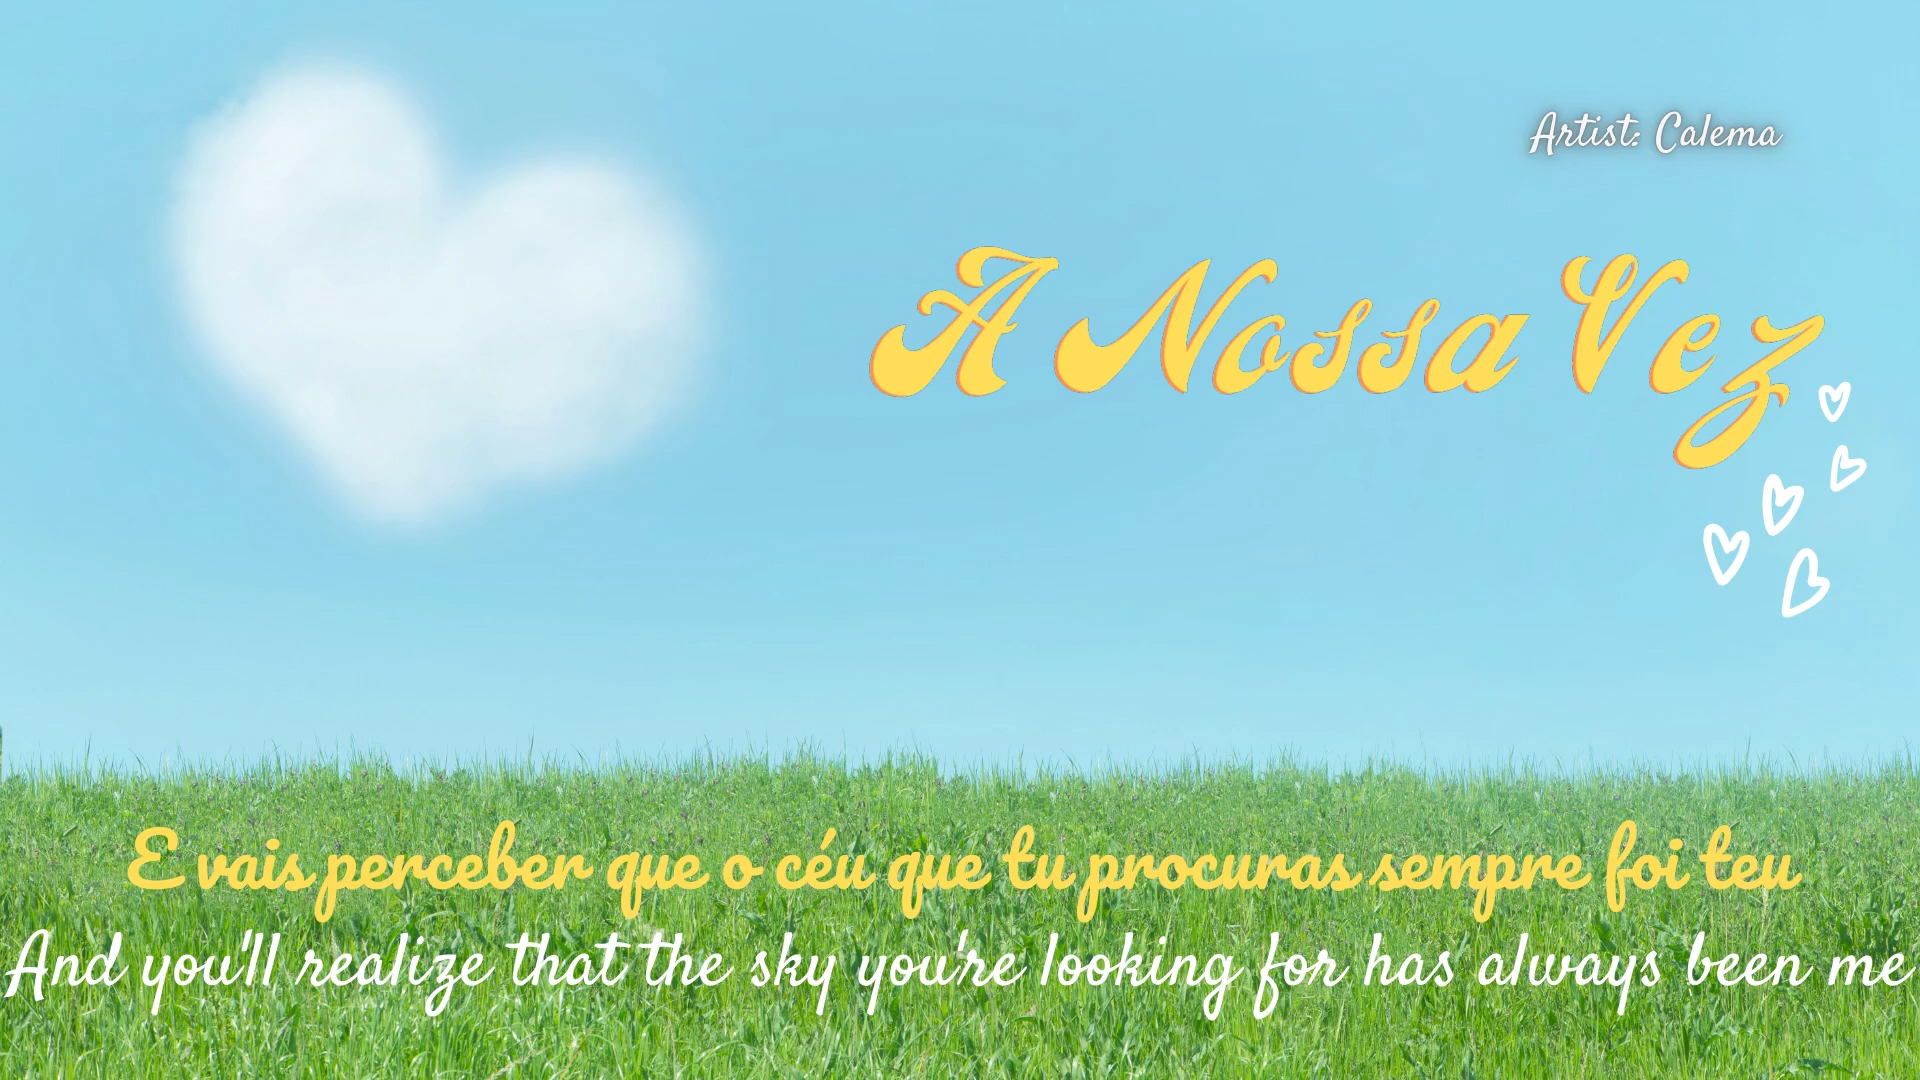 Artist: Calema
A Nossa Vez
E vais perceber que o céu que tu procuras sempre foi teu
And you'll realize that the sky you're looking for has always been me